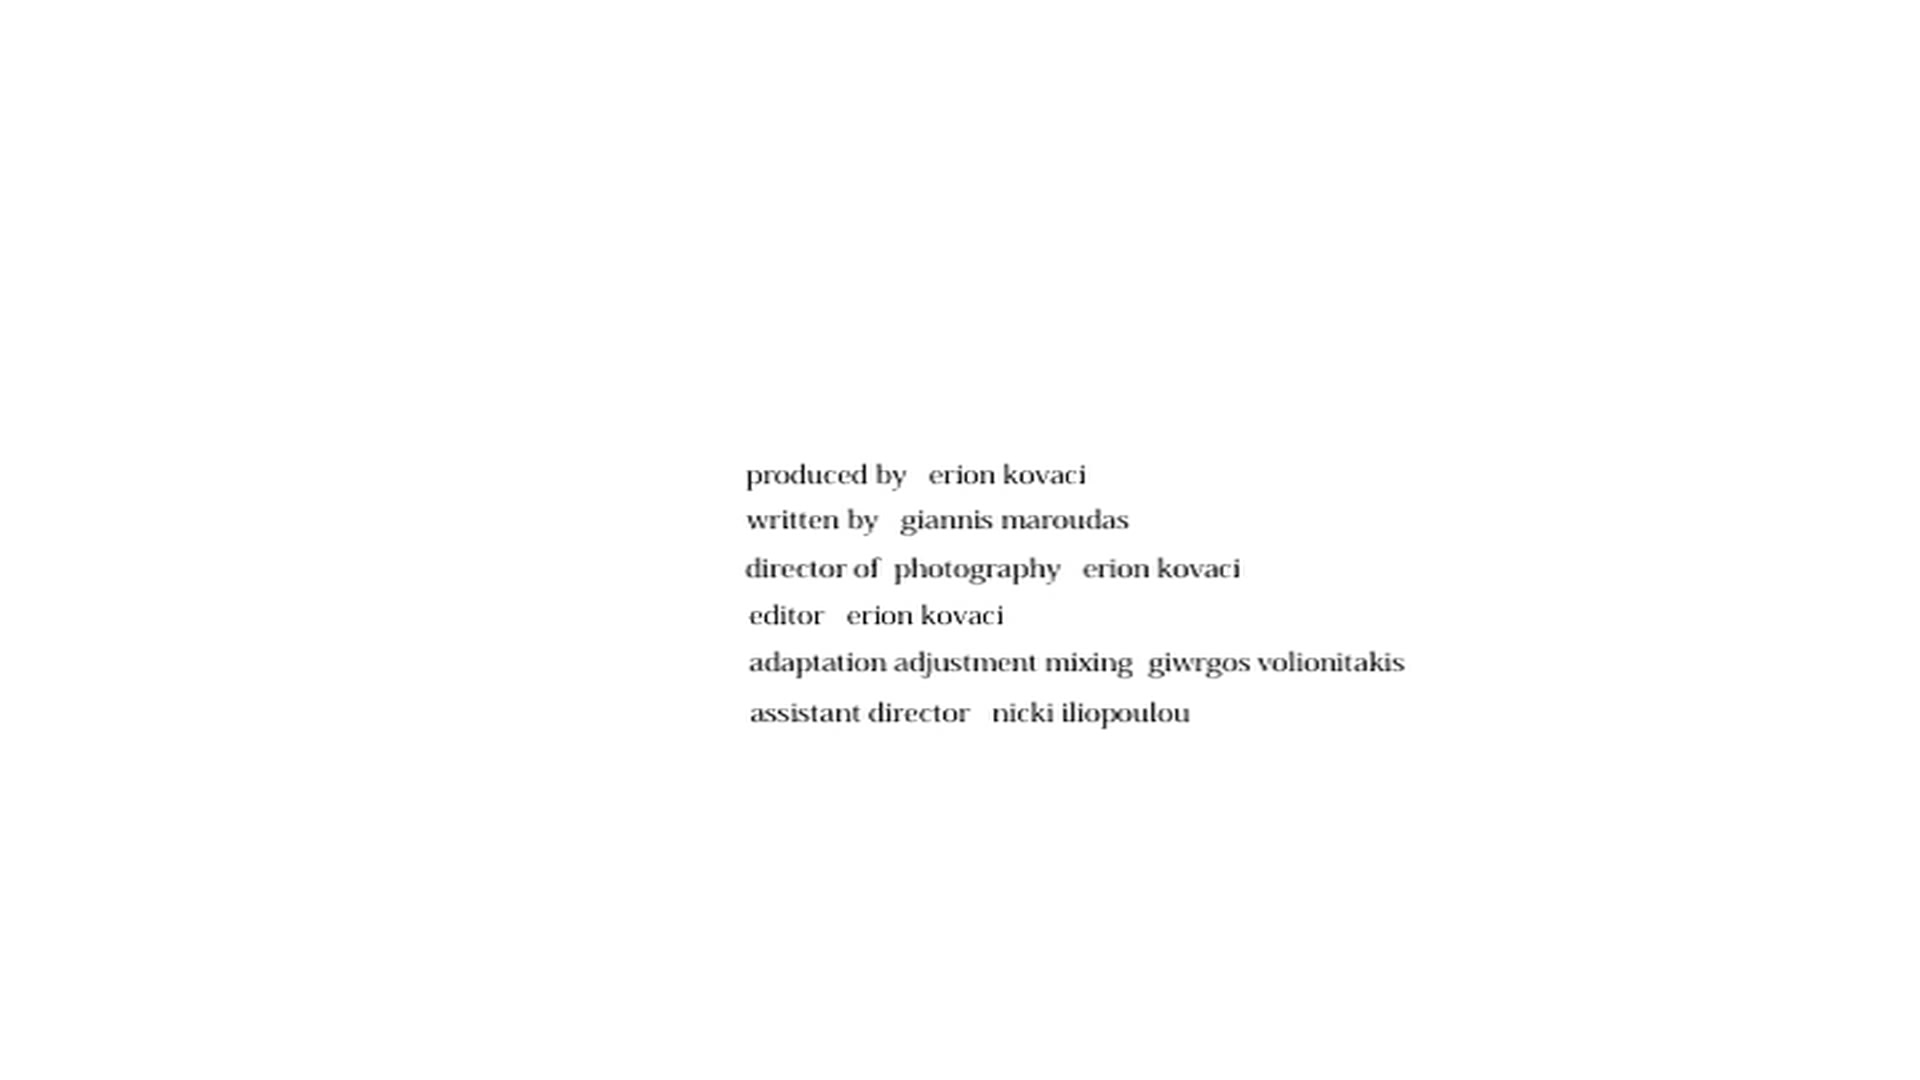 produced by erion kovaci
written by giannis maroudas
director of photography erion kovaci
editor erion kovaci
adaptation adjustment mixing giwrgos volionitakis
assistant director nicki iliopoulou